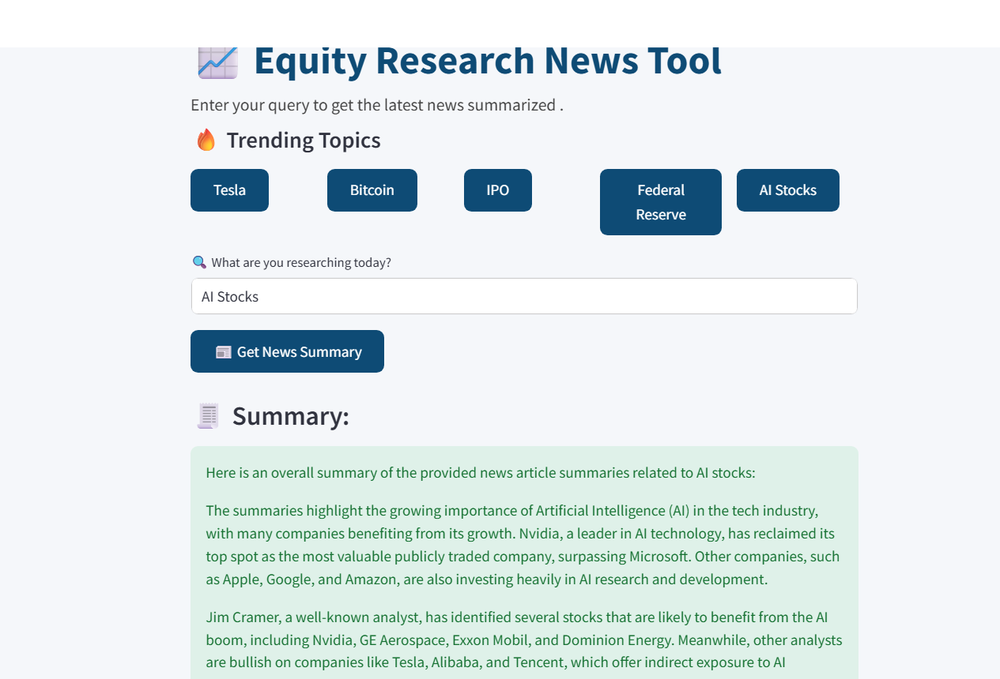 Equity Research News Tool
Enter your query to get the latest news summarized .
Trending Topics
Tesla
Bitcoin
IPO
Federal
Reserve
AI Stocks
What are you researching today?
AI Stocks
Get News Summary
Summary:
Here is an overall summary of the provided news article summaries related to AI stocks:
The summaries highlight the growing importance of Artificial Intelligence (AI) in the tech industry,
with many companies benefiting from its growth. Nvidia, a leader in AI technology, has reclaimed its
top spot as the most valuable publicly traded company, surpassing Microsoft. Other companies, such
as Apple, Google, and Amazon, are also investing heavily in AI research and development.
Jim Cramer, a well-known analyst, has identified several stocks that are likely to benefit from the AI
boom, including Nvidia, GE Aerospace, Exxon Mobil, and Dominion Energy. Meanwhile, other analysts
are bullish on companies like Tesla, Alibaba, and Tencent, which offer indirect exposure to AI